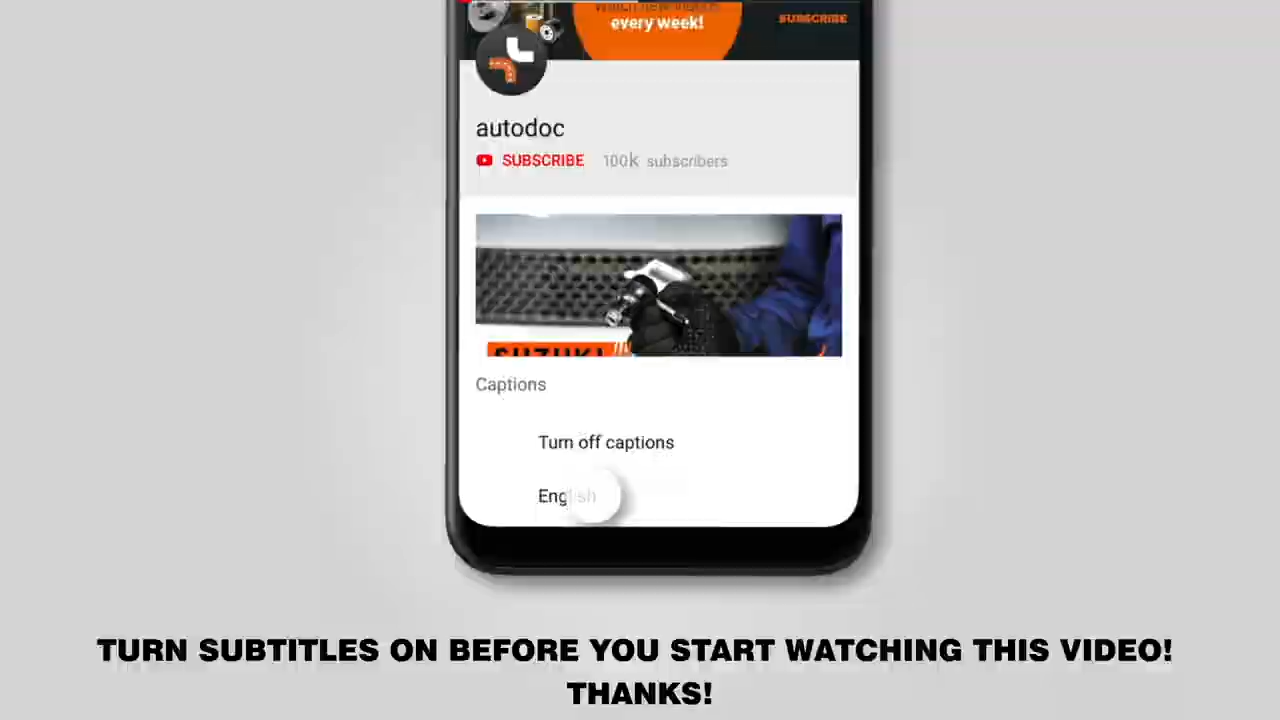 every week!
SUBSCRIBE
autodoc
SUBSCRIBE 100k subscribers
SUZUKI
Captions
Turn off captions
English
TURN SUBTITLES ON BEFORE YOU START WATCHING THIS VIDEO!
THANKS!